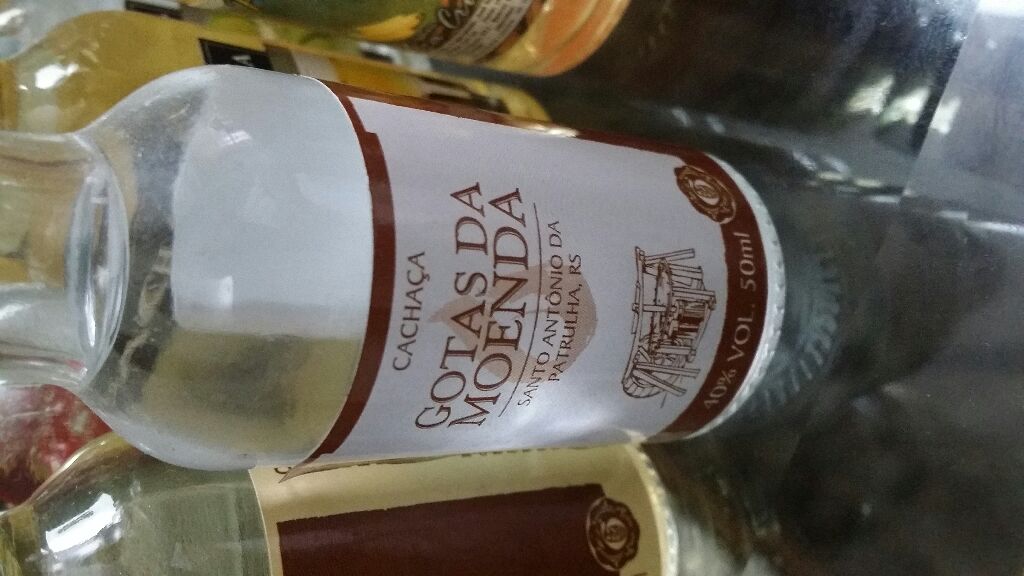 CACHAÇA
GOTAS DA
MOENDA
SANTO ANTÔNIO DA
PATRULHA, RS
40% VOL. 50ml